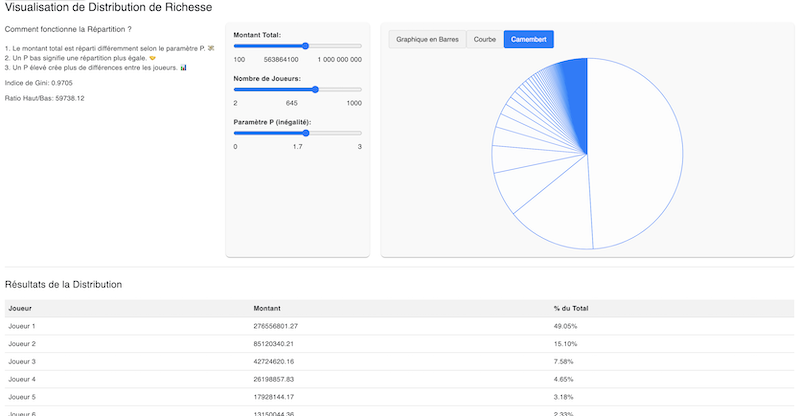 Visualisation de Distribution de Richesse
Comment fonctionne la Répartition ?
1. Le montant total est réparti différemment selon le paramètre P. 💸
2. Un P bas signifie une répartition plus égale. 🤝
3. Un P élevé crée plus de différences entre les joueurs. 📊
Indice de Gini: 0.9705
Ratio Haut/Bas: 59738.12
Montant Total:
100 563864100 1 000 000 000
Nombre de Joueurs:
2 645 1000
Paramètre P (inégalité):
0 1.7 3
Graphique en Barres Courbe Camembert
Résultats de la Distribution
Joueur Montant % du Total
Joueur 1 276556801.27 49.05%
Joueur 2 85120340.21 15.10%
Joueur 3 42724620.16 7.58%
Joueur 4 26198857.83 4.65%
Joueur 5 17928144.17 3.18%
Joueur 6 13150044.36 2.33%